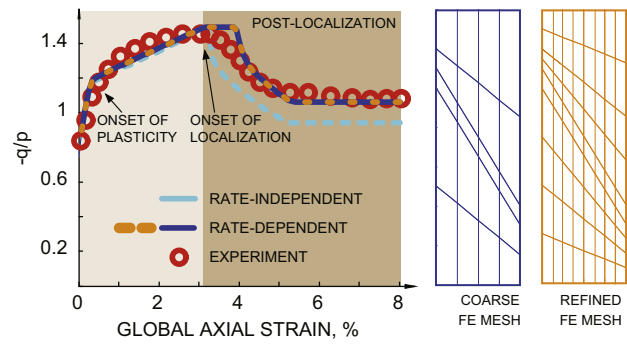 POST-LOCALIZATION
1.4
1
0.6
0.2
-q/p
ONSET OF
PLASTICITY
ONSET OF
LOCALIZATION
RATE-INDEPENDENT
RATE-DEPENDENT
EXPERIMENT
0 2 4 6 8
GLOBAL AXIAL STRAIN, %
COARSE
FE MESH
REFINED
FE MESH